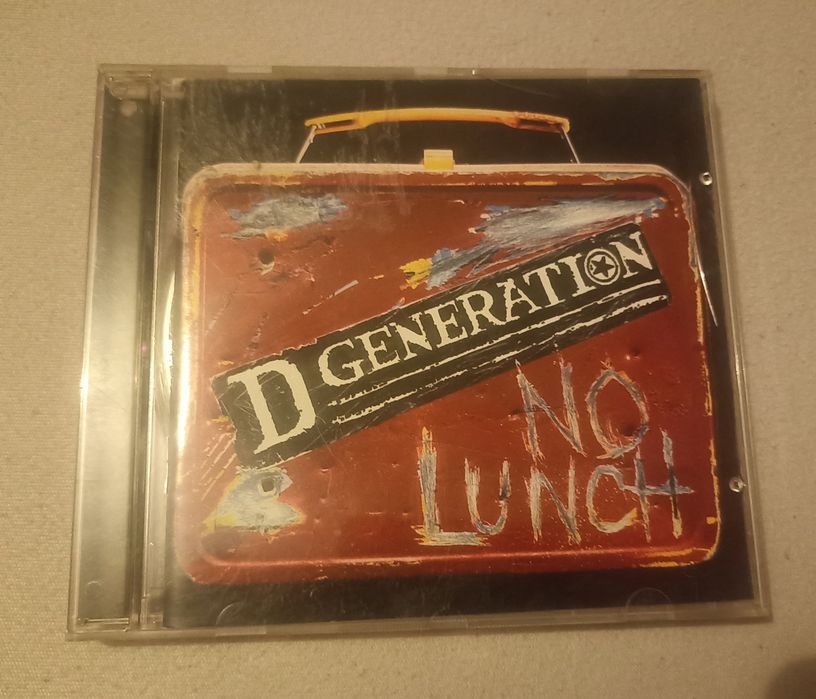 D GENERATION
NO
LUNCH